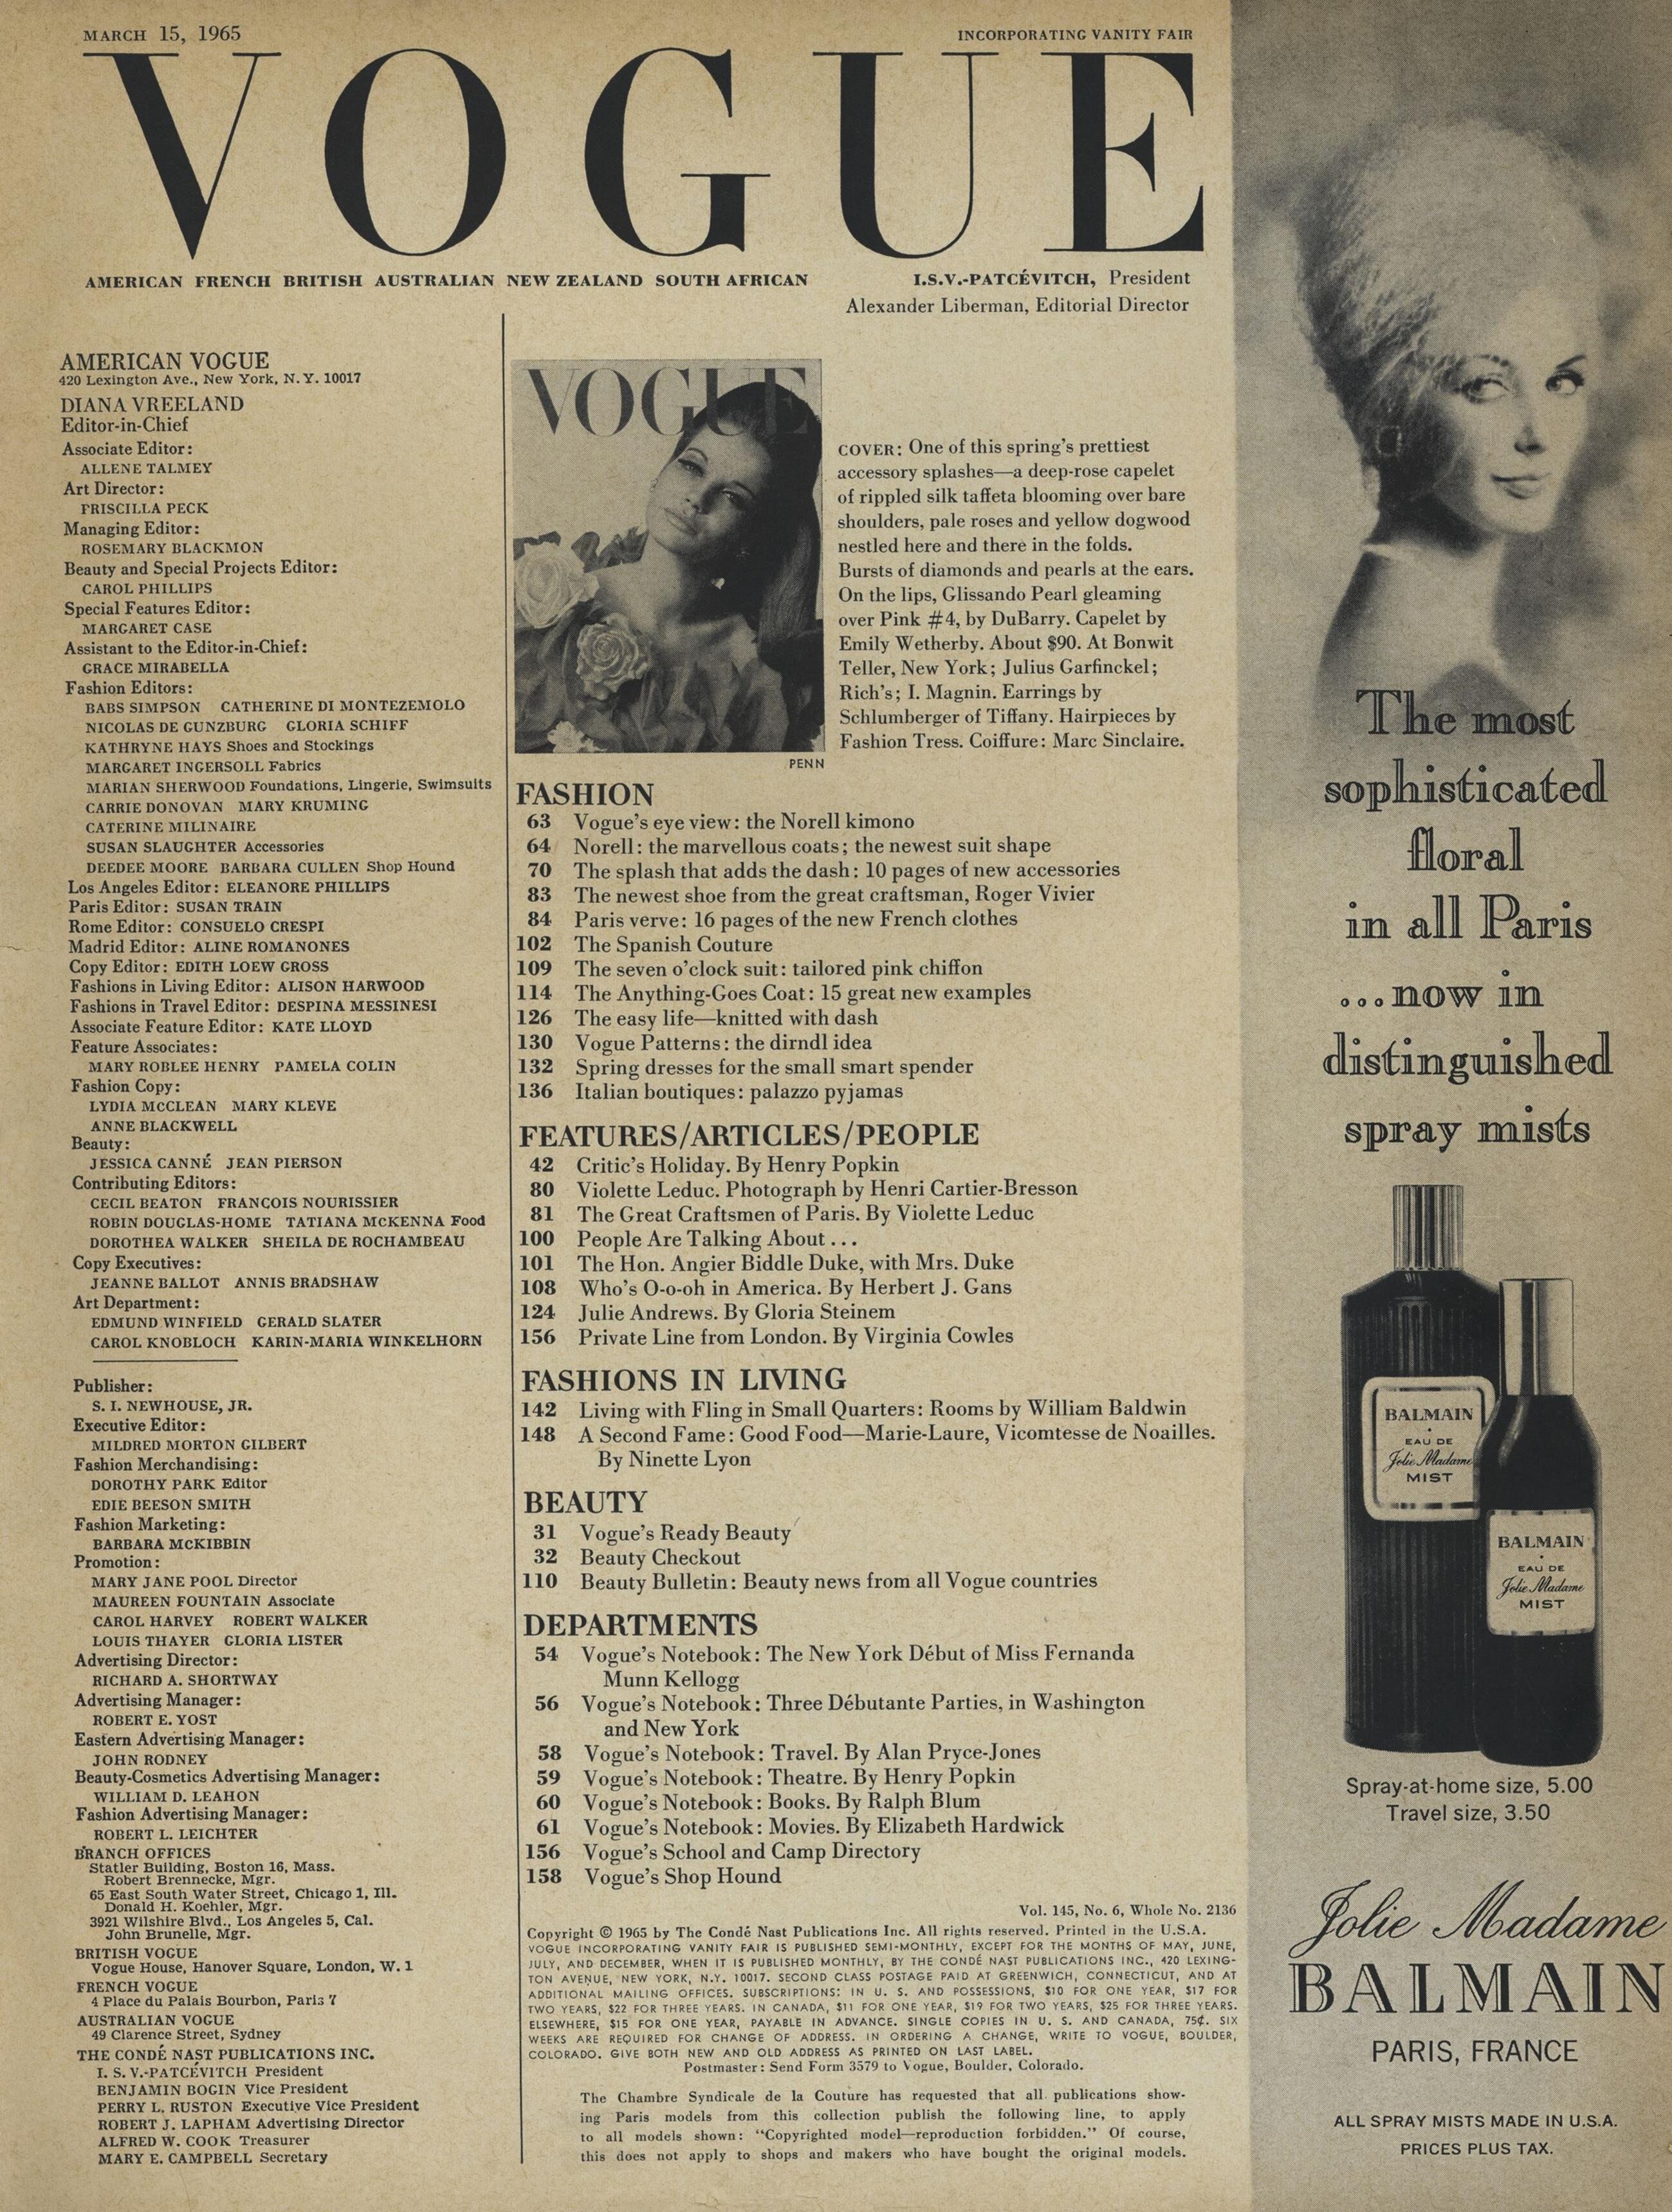 MARCH 15, 1965
INCORPORATING VANITY FAIR
VOGUE
AMERICAN FRENCH BRITISH AUSTRALIAN NEW ZEALAND SOUTH AFRICAN
I.S.V.-PATCÉVITCH, President
Alexander Liberman, Editorial Director
AMERICAN VOGUE
420 Lexington Ave., New York, N.Y. 10017
DIANA VREELAND
Editor-in-Chief
Associate Editor:
ALLENE TALMEY
Art Director:
PRISCILLA PECK
Managing Editor:
ROSEMARY BLACKMON
Beauty and Special Projects Editor:
CAROL PHILLIPS
Special Features Editor:
MARGARET CASE
Assistant to the Editor-in-Chief:
GRACE MIRABELLA
Fashion Editors:
BABS SIMPSON CATHERINE DI MONTEZEMOLO
NICOLAS DE GUNZBURG GLORIA SCHIFF
KATHRYNE HAYS Shoes and Stockings
MARGARET INGERSOLL Fabrics
MARIAN SHERWOOD Foundations, Lingerie, Swimsuits
CARRIE DONOVAN MARY KRUMING
CATERINE MILINAIRE
SUSAN SLAUGHTER Accessories
DEEDEE MOORE BARBARA CULLEN Shop Hound
Los Angeles Editor: ELEANORE PHILLIPS
Paris Editor: SUSAN TRAIN
Rome Editor: CONSUELO CRESPI
Madrid Editor: ALINE ROMANONES
Copy Editor: EDITH LOEW GROSS
Fashions in Living Editor: ALISON HARWOOD
Fashions in Travel Editor: DESPINA MESSINESI
Associate Feature Editor: KATE LLOYD
Feature Associates:
MARY ROBLEE HENRY PAMELA COLIN
Fashion Copy:
LYDIA McCLEAN MARY KLEVE
ANNE BLACKWELL
Beauty:
JESSICA CANNÉ JEAN PIERSON
Contributing Editors:
CECIL BEATON FRANÇOIS NOURISSIER
ROBIN DOUGLAS-HOME TATIANA McKENNA Food
DOROTHEA WALKER SHEILA DE ROCHAMBEAU
Copy Executives:
JEANNE BALLOT ANNIS BRADSHAW
Art Department:
EDMUND WINFIELD GERALD SLATER
CAROL KNOBLOCH KARIN-MARIA WINKELHORN
Publisher:
S. I. NEWHOUSE, JR.
Executive Editor:
MILDRED MORTON GILBERT
Fashion Merchandising:
DOROTHY PARK Editor
EDIE BEESON SMITH
Fashion Marketing:
BARBARA McKIBBIN
Promotion:
MARY JANE POOL Director
MAUREEN FOUNTAIN Associate
CAROL HARVEY ROBERT WALKER
LOUIS THAYER GLORIA LISTER
Advertising Director:
RICHARD A. SHORTWAY
Advertising Manager:
ROBERT E. YOST
Eastern Advertising Manager:
JOHN RODNEY
Beauty-Cosmetics Advertising Manager:
WILLIAM D. LEAHON
Fashion Advertising Manager:
ROBERT L. LEICHTER
BRANCH OFFICES
Statler Building, Boston 16, Mass.
Robert Brennecke, Mgr.
65 East South Water Street, Chicago 1, Ill.
Donald H. Koehler, Mgr.
3921 Wilshire Blvd., Los Angeles 5, Cal.
John Brunelle, Mgr.
BRITISH VOGUE
Vogue House, Hanover Square, London, W. 1
FRENCH VOGUE
4 Place du Palais Bourbon, Paris 7
AUSTRALIAN VOGUE
49 Clarence Street, Sydney
THE CONDÉ NAST PUBLICATIONS INC.
I. S. V.-PATCÉVITCH President
BENJAMIN BOGIN Vice President
PERRY L. RUSTON Executive Vice President
ROBERT J. LAPHAM Advertising Director
ALFRED W. COOK Treasurer
MARY E. CAMPBELL Secretary
VOGUE
PENN
COVER: One of this spring's prettiest
accessory splashes—a deep-rose capelet
of rippled silk taffeta blooming over bare
shoulders, pale roses and yellow dogwood
nestled here and there in the folds.
Bursts of diamonds and pearls at the ears.
On the lips, Glissando Pearl gleaming
over Pink #4, by DuBarry. Capelet by
Emily Wetherby. About $90. At Bonwit
Teller, New York; Julius Garfinckel;
Rich's; I. Magnin. Earrings by
Schlumberger of Tiffany. Hairpieces by
Fashion Tress. Coiffure: Marc Sinclaire.
FASHION
63 Vogue's eye view: the Norell kimono
64 Norell: the marvellous coats; the newest suit shape
70 The splash that adds the dash: 10 pages of new accessories
83 The newest shoe from the great craftsman, Roger Vivier
84 Paris verve: 16 pages of the new French clothes
102 The Spanish Couture
109 The seven o'clock suit: tailored pink chiffon
114 The Anything-Goes Coat: 15 great new examples
126 The easy life—knitted with dash
130 Vogue Patterns: the dirndl idea
132 Spring dresses for the small smart spender
136 Italian boutiques: palazzo pyjamas
FEATURES/ARTICLES/PEOPLE
42 Critic's Holiday. By Henry Popkin
80 Violette Leduc. Photograph by Henri Cartier-Bresson
81 The Great Craftsmen of Paris. By Violette Leduc
100 People Are Talking About . . .
101 The Hon. Angier Biddle Duke, with Mrs. Duke
108 Who's O-o-oh in America. By Herbert J. Gans
124 Julie Andrews. By Gloria Steinem
156 Private Line from London. By Virginia Cowles
FASHIONS IN LIVING
142 Living with Fling in Small Quarters: Rooms by William Baldwin
148 A Second Fame: Good Food—Marie-Laure, Vicomtesse de Noailles.
By Ninette Lyon
BEAUTY
31 Vogue's Ready Beauty
32 Beauty Checkout
110 Beauty Bulletin: Beauty news from all Vogue countries
DEPARTMENTS
54 Vogue's Notebook: The New York Début of Miss Fernanda
Munn Kellogg
56 Vogue's Notebook: Three Débutante Parties, in Washington
and New York
58 Vogue's Notebook: Travel. By Alan Pryce-Jones
59 Vogue's Notebook: Theatre. By Henry Popkin
60 Vogue's Notebook: Books. By Ralph Blum
61 Vogue's Notebook: Movies. By Elizabeth Hardwick
156 Vogue's School and Camp Directory
158 Vogue's Shop Hound
Vol. 145, No. 6, Whole No. 2136
Copyright © 1965 by The Condé Nast Publications Inc. All rights reserved. Printed in the U.S.A.
VOGUE INCORPORATING VANITY FAIR IS PUBLISHED SEMI-MONTHLY, EXCEPT FOR THE MONTHS OF MAY, JUNE,
JULY, AND DECEMBER, WHEN IT IS PUBLISHED MONTHLY, BY THE CONDÉ NAST PUBLICATIONS INC., 420 LEXING-
TON AVENUE, NEW YORK, N.Y. 10017. SECOND CLASS POSTAGE PAID AT GREENWICH, CONNECTICUT, AND AT
ADDITIONAL MAILING OFFICES. SUBSCRIPTIONS: IN U. S. AND POSSESSIONS, $10 FOR ONE YEAR, $17 FOR
TWO YEARS, $22 FOR THREE YEARS. IN CANADA, $11 FOR ONE YEAR, $19 FOR TWO YEARS, $25 FOR THREE YEARS.
ELSEWHERE, $15 FOR ONE YEAR, PAYABLE IN ADVANCE. SINGLE COPIES IN U. S. AND CANADA, 75¢. SIX
WEEKS ARE REQUIRED FOR CHANGE OF ADDRESS. IN ORDERING A CHANGE, WRITE TO VOGUE, BOULDER,
COLORADO. GIVE BOTH NEW AND OLD ADDRESS AS PRINTED ON LAST LABEL.
Postmaster: Send Form 3579 to Vogue, Boulder, Colorado.
The Chambre Syndicale de la Couture has requested that all publications show-
ing Paris models from this collection publish the following line, to apply
to all models shown: "Copyrighted model—reproduction forbidden." Of course,
this does not apply to shops and makers who have bought the original models.
The most
sophisticated
floral
in all Paris
...now in
distinguished
spray mists
BALMAIN
EAU DE
Jolie Madame
MIST
BALMAIN
EAU DE
Jolie Madame
MIST
Spray-at-home size, 5.00
Travel size, 3.50
Jolie Madame
BALMAIN
PARIS, FRANCE
ALL SPRAY MISTS MADE IN U.S.A.
PRICES PLUS TAX.